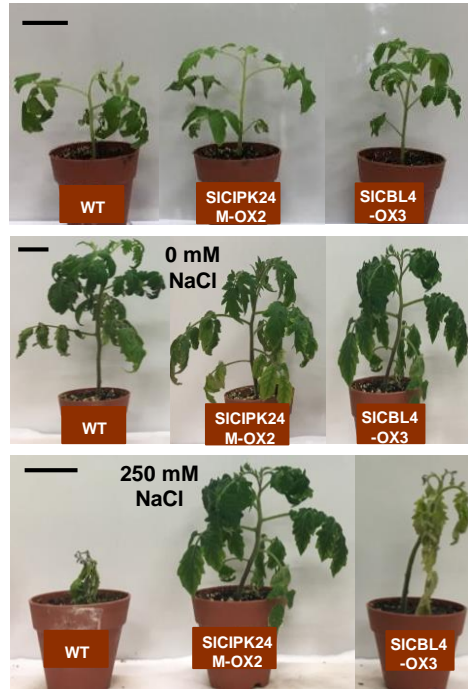 WT
SlCIPK24
M-OX2
SlCBL4
-OX3
0 mM
NaCl
WT
SlCIPK24
M-OX2
SlCBL4
-OX3
250 mM
NaCl
WT
SlCIPK24
M-OX2
SlCBL4
-OX3